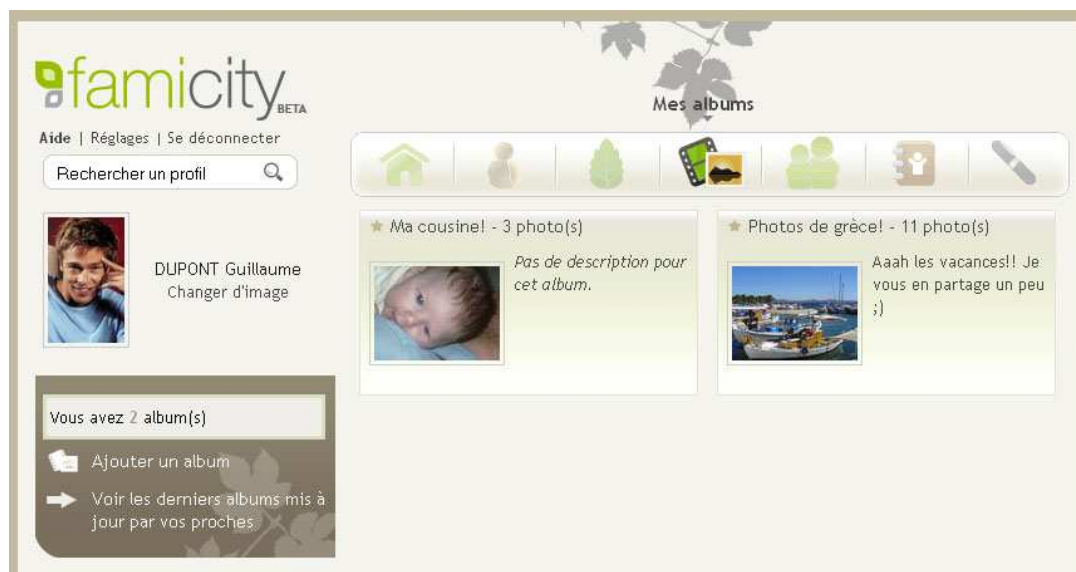 famicity
BETA
Aide | Réglages | Se déconnecter
Rechercher un profil
DUPONT Guillaume
Changer d'image
Vous avez 2 album(s)
Ajouter un album
Voir les derniers albums mis à
jour par vos proches
Mes albums
Ma cousine! - 3 photo(s)
Pas de description pour
cet album.
Photos de grèce! - 11 photo(s)
Aaah les vacances!! Je
vous en partage un peu
;)